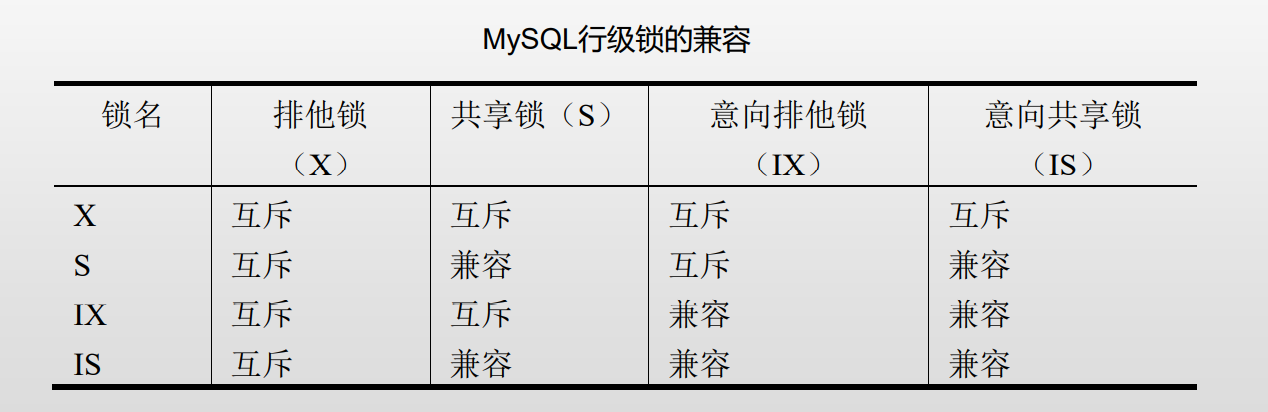 MySQL行级锁的兼容
锁名 排他锁（X） 共享锁（S） 意向排他锁（IX） 意向共享锁（IS）
X 互斥 互斥 互斥 互斥
S 互斥 兼容 互斥 兼容
IX 互斥 互斥 兼容 兼容
IS 互斥 兼容 兼容 兼容